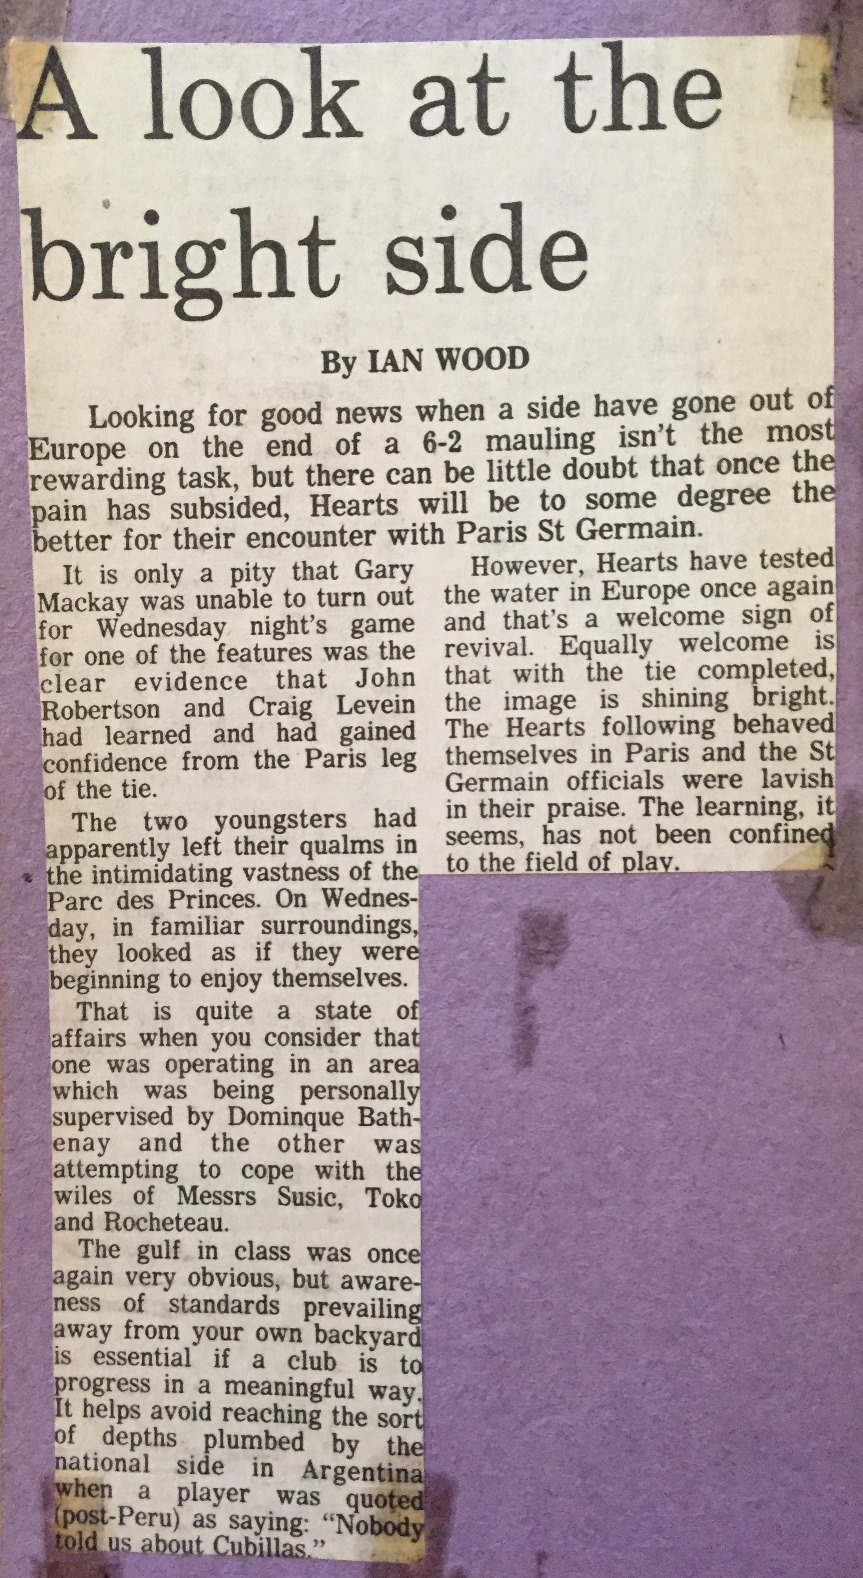 A look at the
bright side
By IAN WOOD
Looking for good news when a side have gone out of
Europe on the end of a 6-2 mauling isn't the most
rewarding task, but there can be little doubt that once the
pain has subsided, Hearts will be to some degree the
better for their encounter with Paris St Germain.
It is only a pity that Gary
Mackay was unable to turn out
for Wednesday night's game
for one of the features was the
clear evidence that John
Robertson and Craig Levein
had learned and had gained
confidence from the Paris leg
of the tie.
The two youngsters had
apparently left their qualms in
the intimidating vastness of the
Parc des Princes. On Wednes-
day, in familiar surroundings,
they looked as if they were
beginning to enjoy themselves.
That is quite a state of
affairs when you consider that
one was operating in an area
which was being personally
supervised by Dominque Bath-
enay and the other was
attempting to cope with the
wiles of Messrs Susic, Toko
and Rocheteau.
The gulf in class was once
again very obvious, but aware-
ness of standards prevailing
away from your own backyard
is essential if a club is to
progress in a meaningful way.
It helps avoid reaching the sort
of depths plumbed by the
national side in Argentina
when a player was quoted
(post-Peru) as saying: “Nobody
told us about Cubillas.”
However, Hearts have tested
the water in Europe once again
and that's a welcome sign of
revival. Equally welcome is
that with the tie completed,
the image is shining bright.
The Hearts following behaved
themselves in Paris and the St
Germain officials were lavish
in their praise. The learning, it
seems, has not been confined
to the field of play.